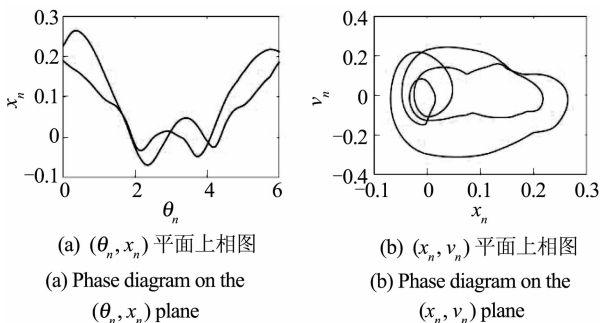 0.3
0.2
0.1
0
−0.1
x_n
0 2 4 6
θ_n
0.4
0.2
0
−0.2
−0.4
v_n
−0.1 0 0.1 0.2 0.3
x_n
(a) (θ_n, x_n) 平面上相图
(a) Phase diagram on the
(θ_n, x_n) plane
(b) (x_n, v_n) 平面上相图
(b) Phase diagram on the
(x_n, v_n) plane